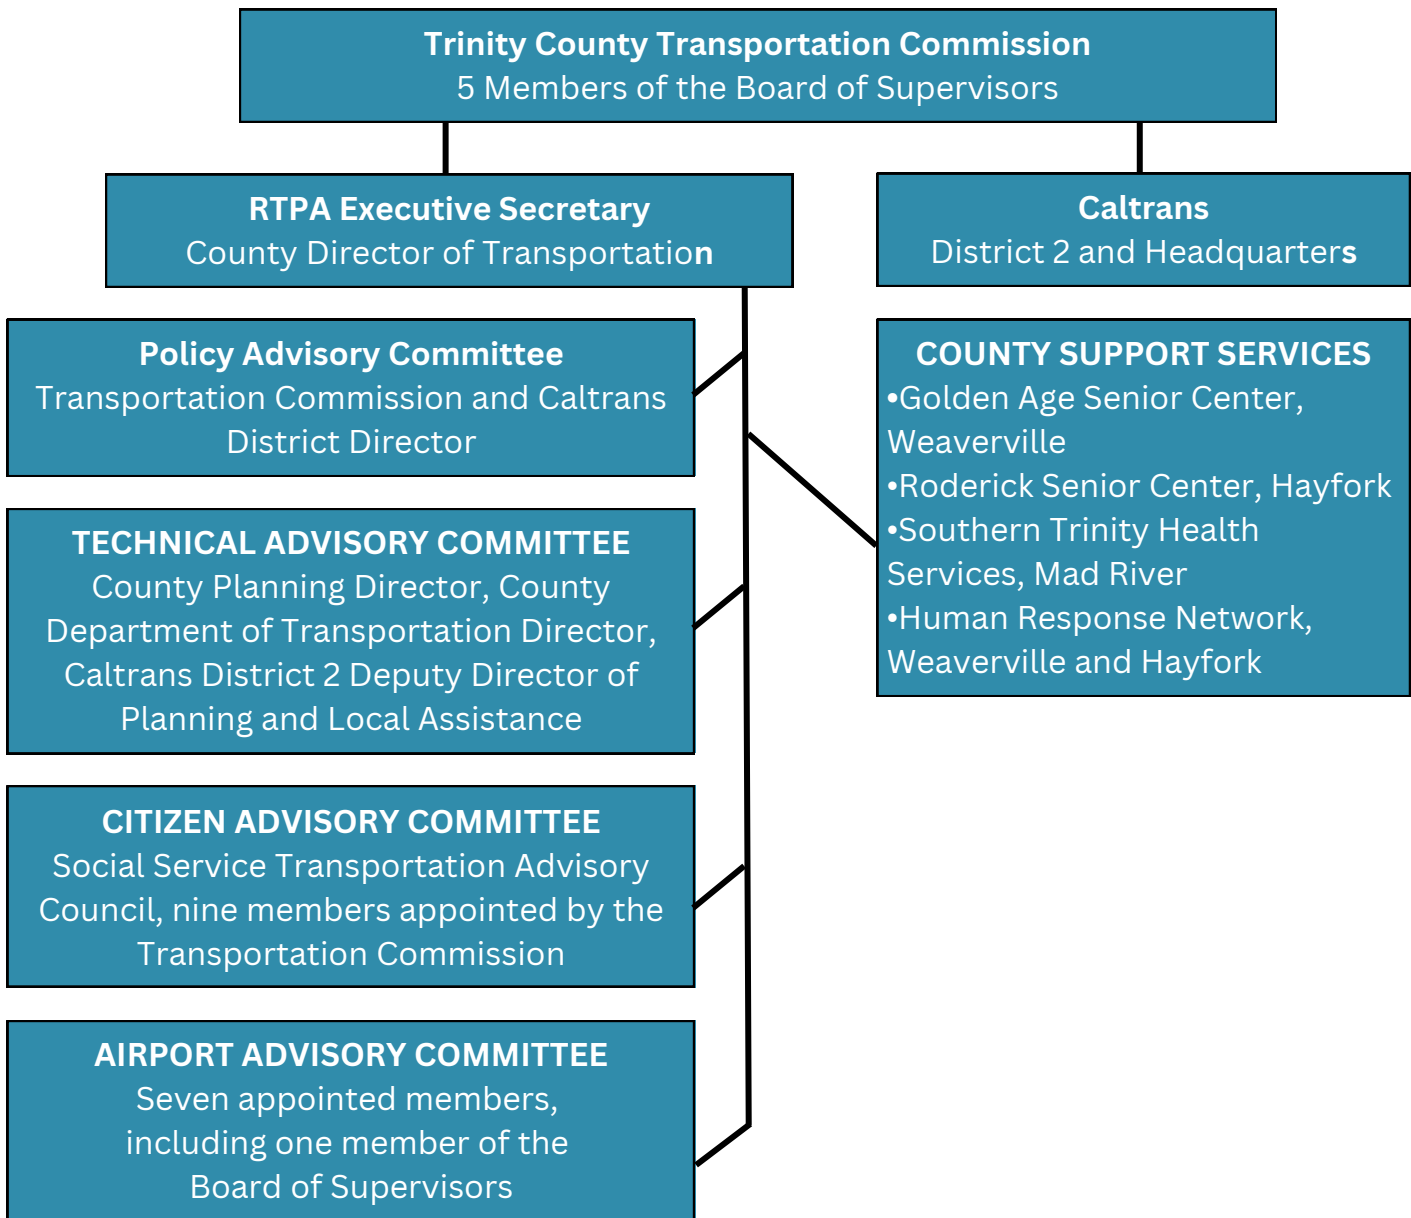 Trinity County Transportation Commission
5 Members of the Board of Supervisors
RTPA Executive Secretary
County Director of Transportation
Caltrans
District 2 and Headquarters
Policy Advisory Committee
Transportation Commission and Caltrans
District Director
COUNTY SUPPORT SERVICES
•Golden Age Senior Center,
Weaverville
•Roderick Senior Center, Hayfork
•Southern Trinity Health
Services, Mad River
•Human Response Network,
Weaverville and Hayfork
TECHNICAL ADVISORY COMMITTEE
County Planning Director, County
Department of Transportation Director,
Caltrans District 2 Deputy Director of
Planning and Local Assistance
CITIZEN ADVISORY COMMITTEE
Social Service Transportation Advisory
Council, nine members appointed by the
Transportation Commission
AIRPORT ADVISORY COMMITTEE
Seven appointed members,
including one member of the
Board of Supervisors